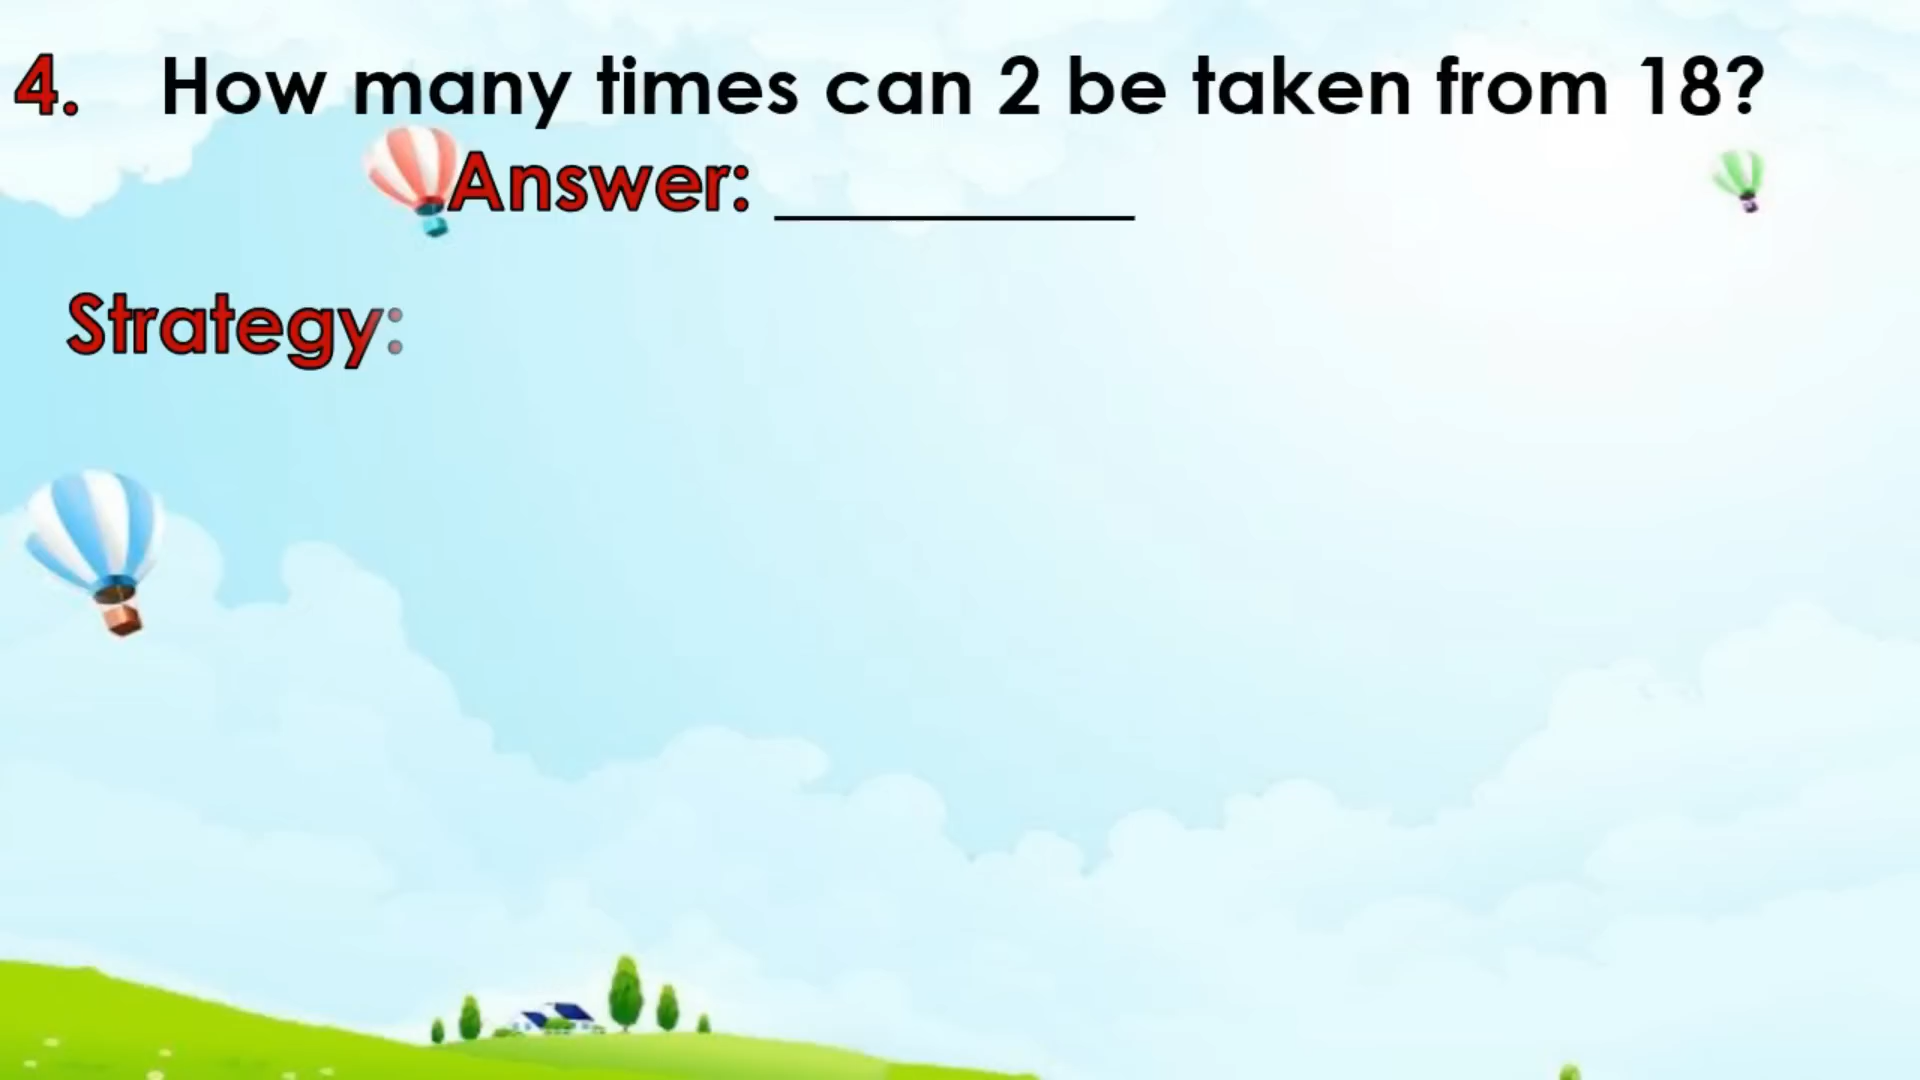 4. How many times can 2 be taken from 18?
Answer: __________
Strategy: